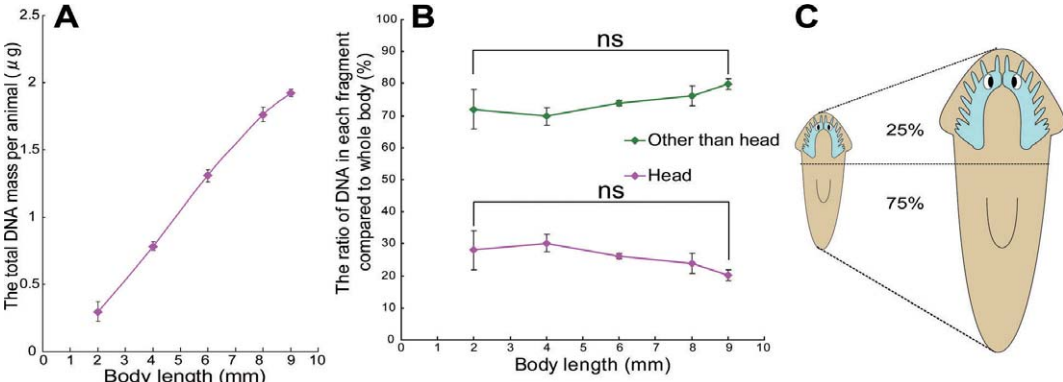 A
The total DNA mass per animal (μg)
2.5
2
1.5
1
0.5
0
0 1 2 3 4 5 6 7 8 9 10
Body length (mm)
B
The ratio of DNA in each fragment
compared to whole body (%)
100
90
80
70
60
50
40
30
20
10
0
ns
Other than head
Head
ns
0 1 2 3 4 5 6 7 8 9 10
Body length (mm)
C
25%
75%